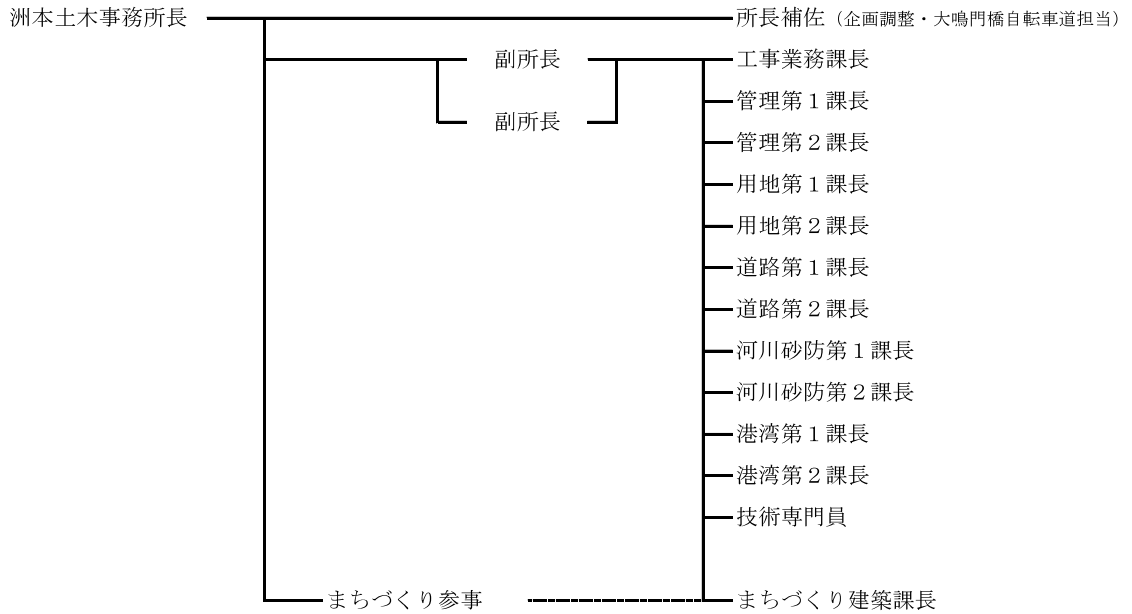 洲本土木事務所長 所長補佐（企画調整・大鳴門橋自転車道担当）
副所長 工事業務課長
管理第１課長
副所長
管理第２課長
用地第１課長
用地第２課長
道路第１課長
道路第２課長
河川砂防第１課長
河川砂防第２課長
港湾第１課長
港湾第２課長
技術専門員
まちづくり参事 まちづくり建築課長